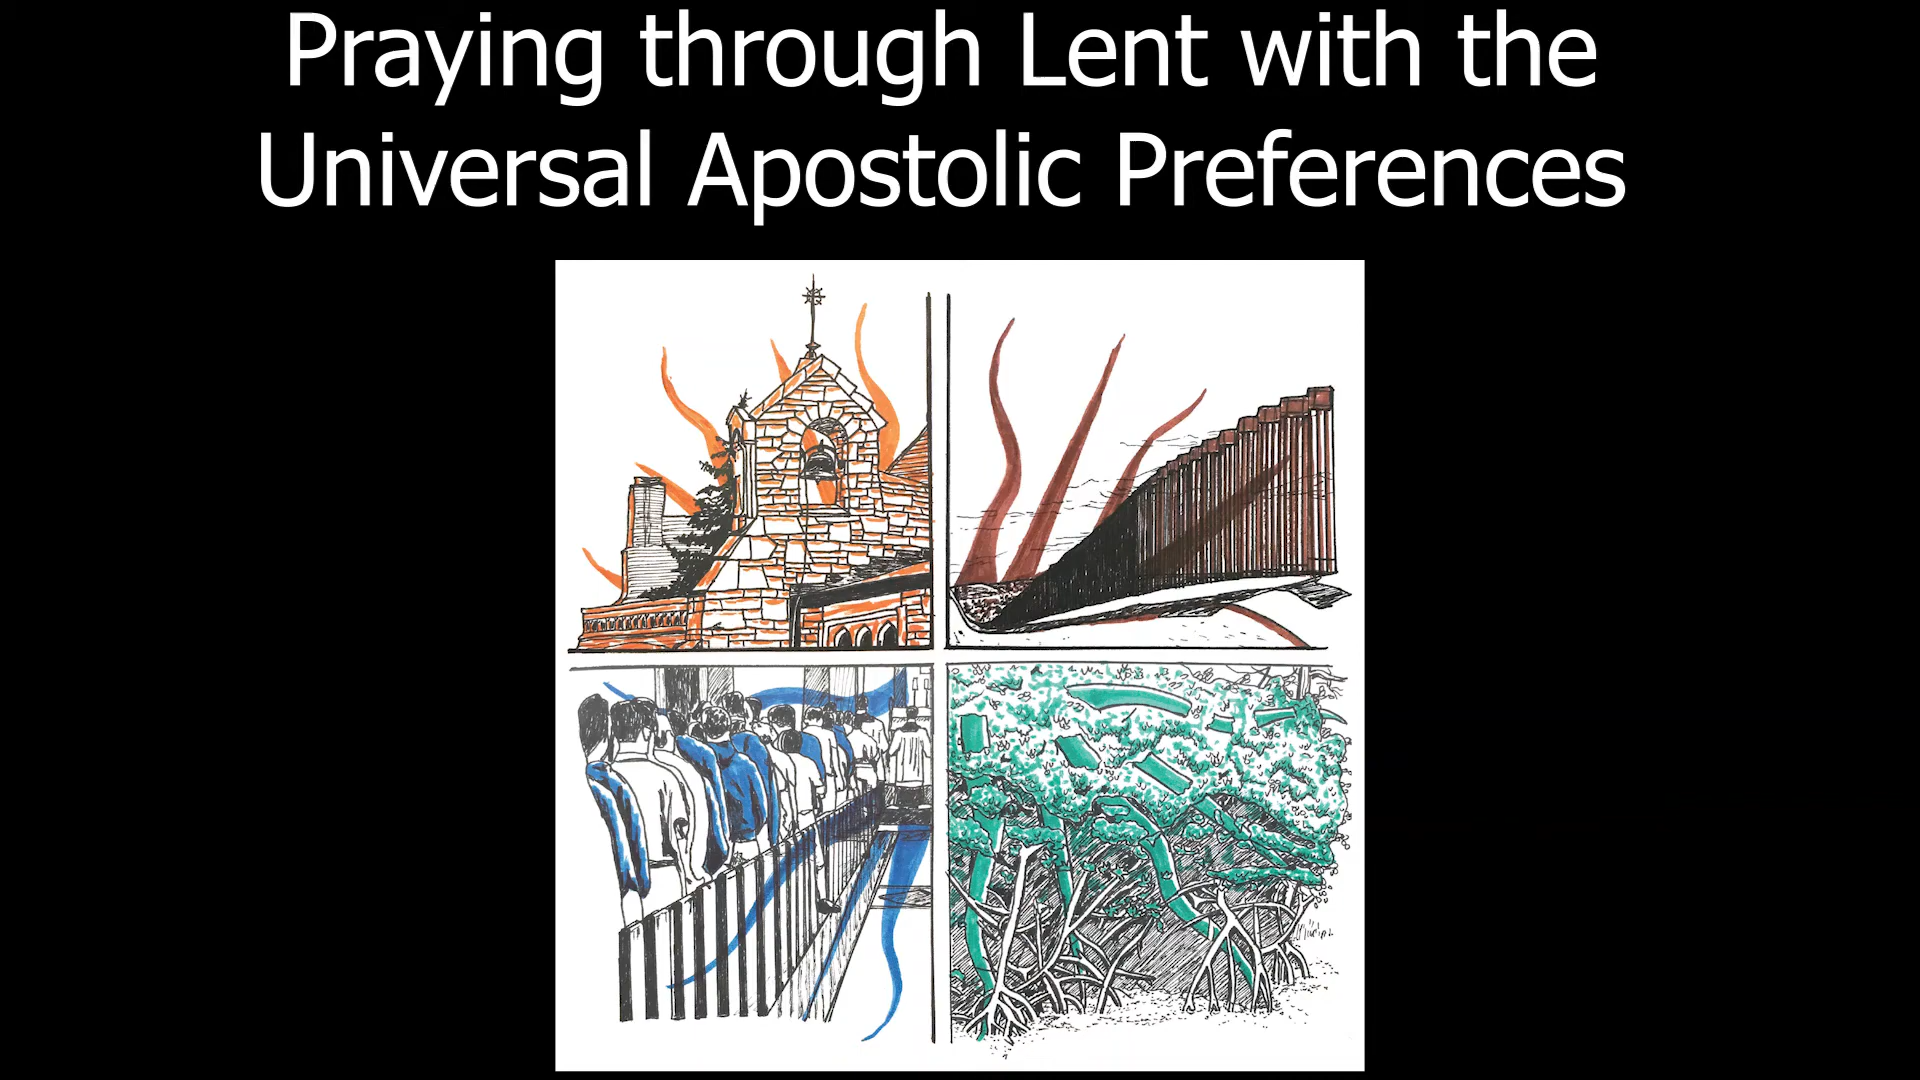 Praying through Lent with the
Universal Apostolic Preferences